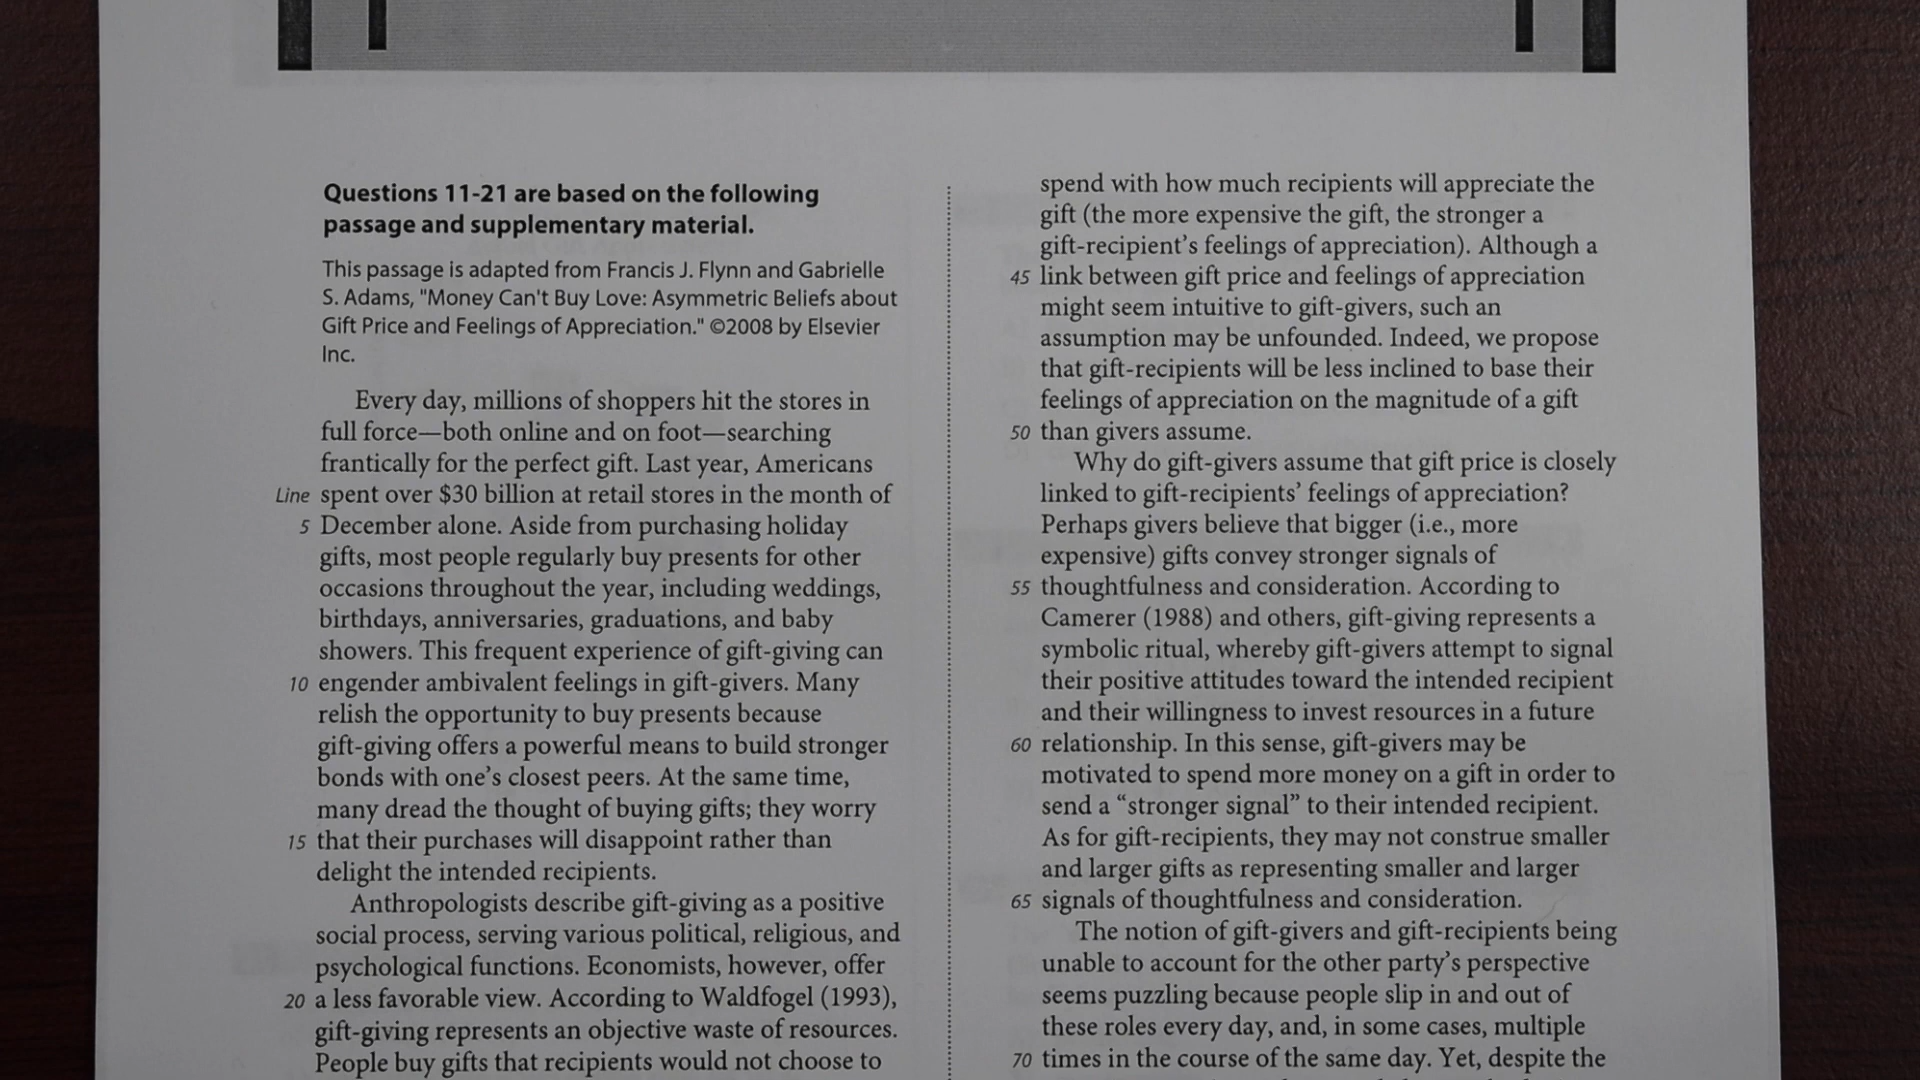 Questions 11-21 are based on the following
passage and supplementary material.
This passage is adapted from Francis J. Flynn and Gabrielle
S. Adams, "Money Can't Buy Love: Asymmetric Beliefs about
Gift Price and Feelings of Appreciation." ©2008 by Elsevier
Inc.
Every day, millions of shoppers hit the stores in
full force—both online and on foot—searching
frantically for the perfect gift. Last year, Americans
Line spent over $30 billion at retail stores in the month of
5 December alone. Aside from purchasing holiday
gifts, most people regularly buy presents for other
occasions throughout the year, including weddings,
birthdays, anniversaries, graduations, and baby
showers. This frequent experience of gift-giving can
10 engender ambivalent feelings in gift-givers. Many
relish the opportunity to buy presents because
gift-giving offers a powerful means to build stronger
bonds with one's closest peers. At the same time,
many dread the thought of buying gifts; they worry
15 that their purchases will disappoint rather than
delight the intended recipients.
Anthropologists describe gift-giving as a positive
social process, serving various political, religious, and
psychological functions. Economists, however, offer
20 a less favorable view. According to Waldfogel (1993),
gift-giving represents an objective waste of resources.
People buy gifts that recipients would not choose to
spend with how much recipients will appreciate the
gift (the more expensive the gift, the stronger a
gift-recipient's feelings of appreciation). Although a
45 link between gift price and feelings of appreciation
might seem intuitive to gift-givers, such an
assumption may be unfounded. Indeed, we propose
that gift-recipients will be less inclined to base their
feelings of appreciation on the magnitude of a gift
50 than givers assume.
Why do gift-givers assume that gift price is closely
linked to gift-recipients' feelings of appreciation?
Perhaps givers believe that bigger (i.e., more
expensive) gifts convey stronger signals of
55 thoughtfulness and consideration. According to
Camerer (1988) and others, gift-giving represents a
symbolic ritual, whereby gift-givers attempt to signal
their positive attitudes toward the intended recipient
and their willingness to invest resources in a future
60 relationship. In this sense, gift-givers may be
motivated to spend more money on a gift in order to
send a “stronger signal” to their intended recipient.
As for gift-recipients, they may not construe smaller
and larger gifts as representing smaller and larger
65 signals of thoughtfulness and consideration.
The notion of gift-givers and gift-recipients being
unable to account for the other party's perspective
seems puzzling because people slip in and out of
these roles every day, and, in some cases, multiple
70 times in the course of the same day. Yet, despite the